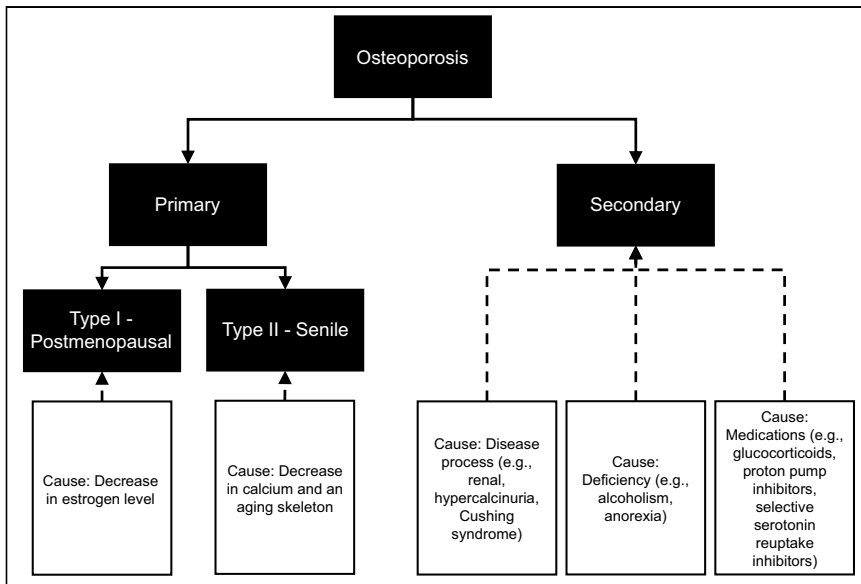 Osteoporosis
Primary
Secondary
Type I -
Postmenopausal
Type II - Senile
Cause: Decrease
in estrogen level
Cause: Decrease
in calcium and an
aging skeleton
Cause: Disease
process (e.g.,
renal,
hypercalcinuria,
Cushing
syndrome)
Cause:
Deficiency (e.g.,
alcoholism,
anorexia)
Cause:
Medications (e.g.,
glucocorticoids,
proton pump
inhibitors,
selective
serotonin
reuptake
inhibitors)